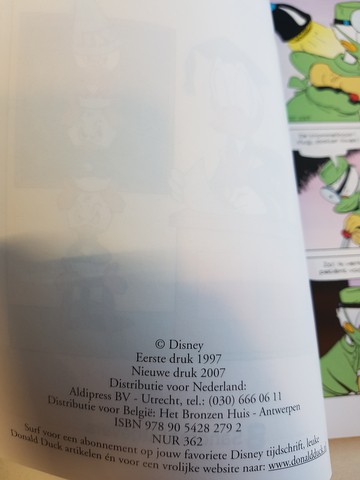 © Disney
Eerste druk 1997
Nieuwe druk 2007
Distributie voor Nederland:
Aldipress BV - Utrecht, tel.: (030) 666 06 11
Distributie voor België: Het Bronzen Huis - Antwerpen
ISBN 978 90 5428 279 2
NUR 362
Surf voor een abonnement op jouw favoriete Disney tijdschrift, leuke
Donald Duck artikelen én voor een vrolijke website naar: www.donaldduck.